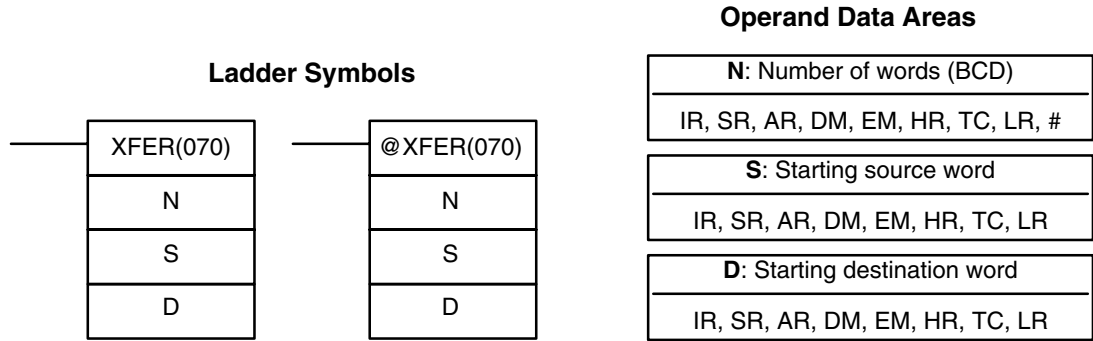 Ladder Symbols
XFER(070)
N
S
D
@XFER(070)
N
S
D
Operand Data Areas
N: Number of words (BCD)
IR, SR, AR, DM, EM, HR, TC, LR, #
S: Starting source word
IR, SR, AR, DM, EM, HR, TC, LR
D: Starting destination word
IR, SR, AR, DM, EM, HR, TC, LR